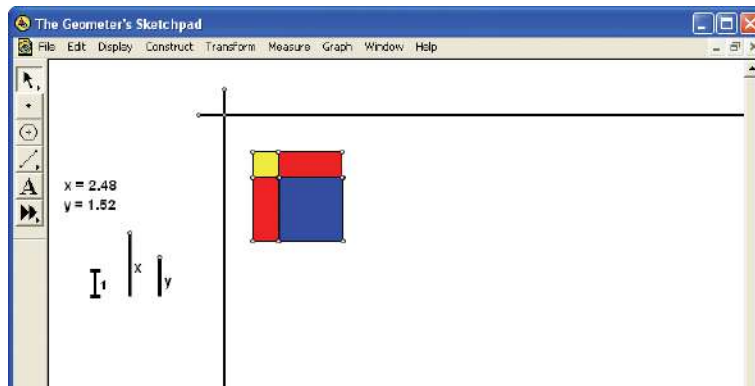 The Geometer's Sketchpad
File Edit Display Construct Transform Measure Graph Window Help
A
x = 2.48
y = 1.52
1
x
y